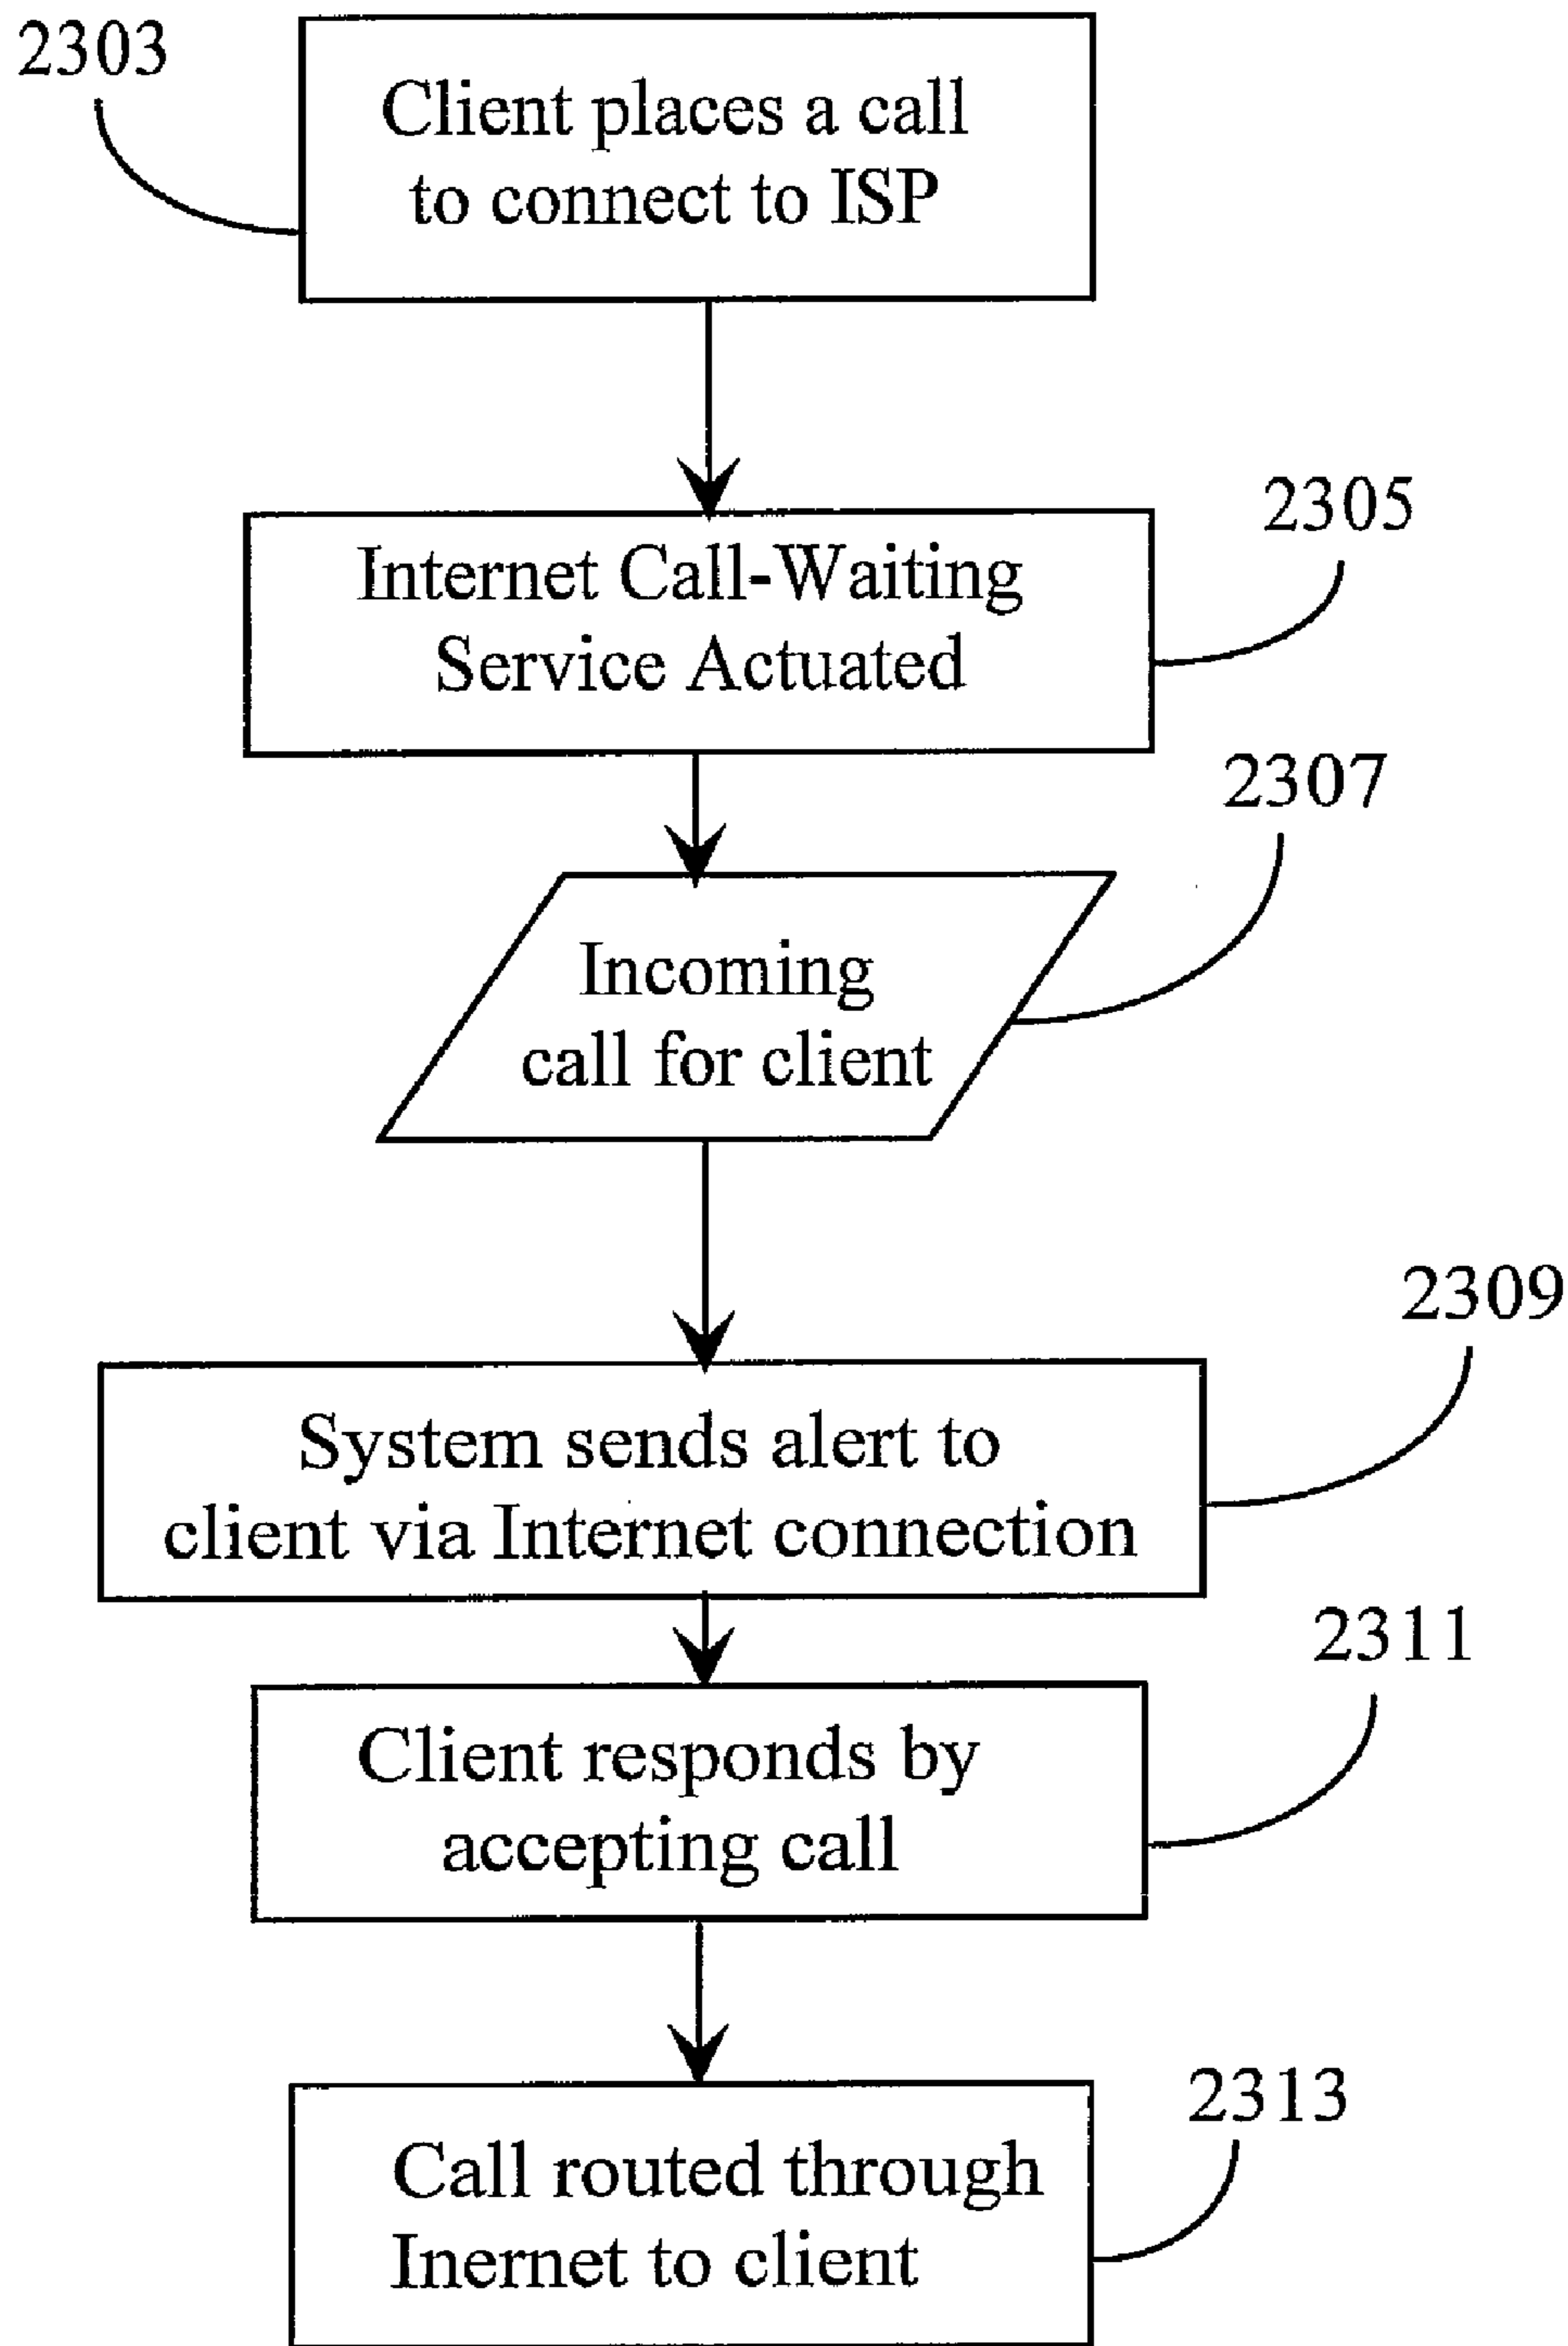 2303
Client places a call
to connect to ISP
2305
Internet Call-Waiting
Service Actuated
2307
Incoming
call for client
2309
System sends alert to
client via Internet connection
2311
Client responds by
accepting call
2313
Call routed through
Inernet to client